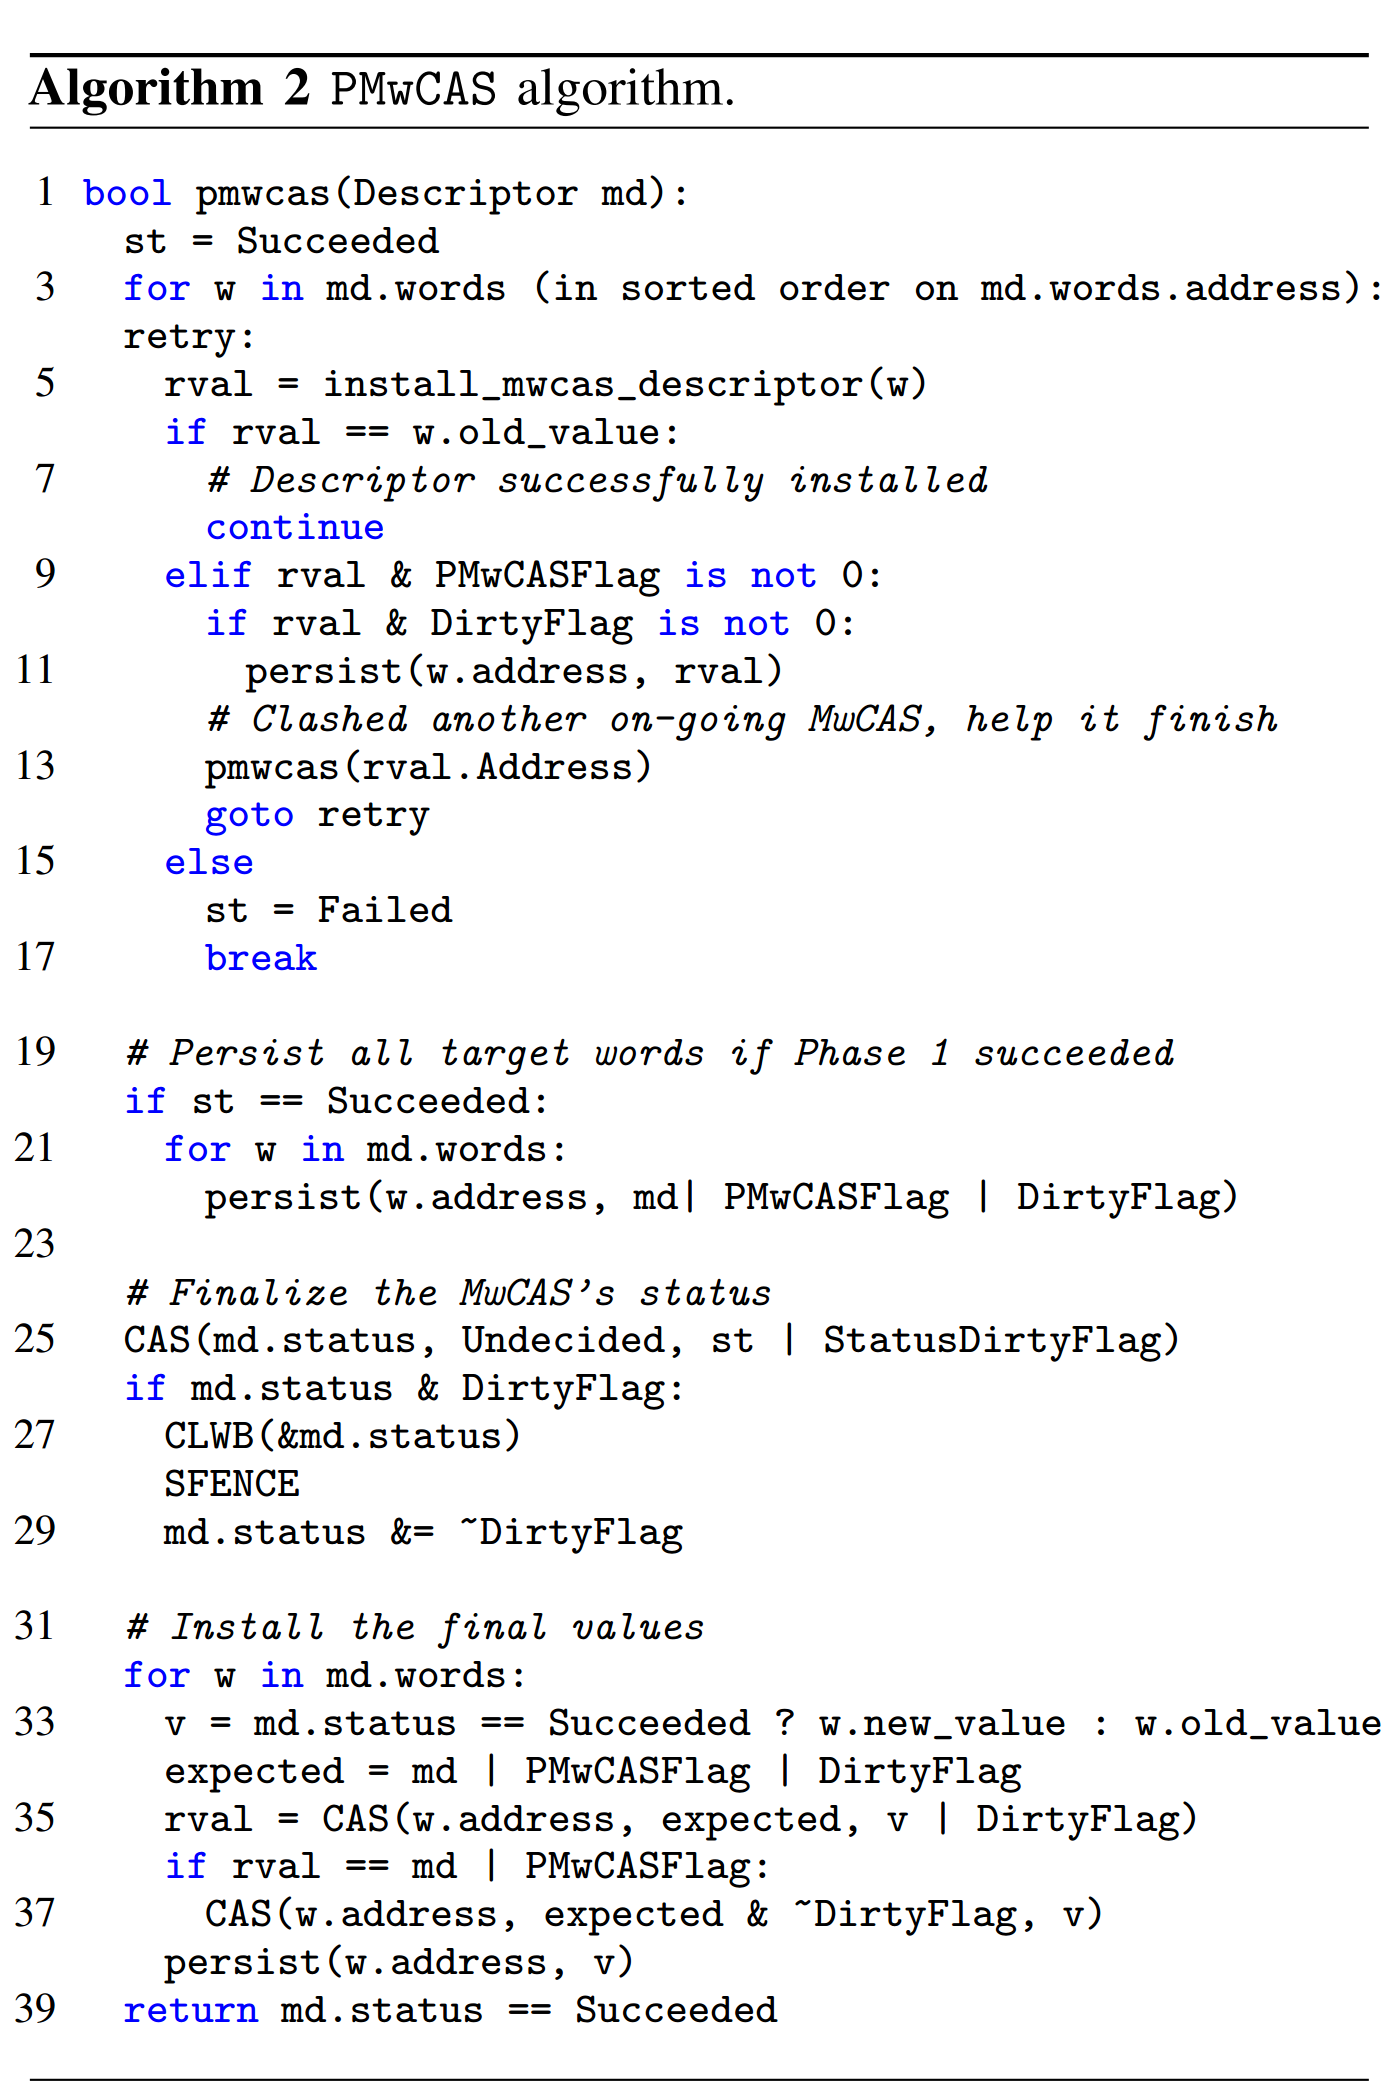 Algorithm 2 PMwCAS algorithm.
1 bool pmwcas(Descriptor md):
st = Succeeded
3 for w in md.words (in sorted order on md.words.address):
retry:
5 rval = install_mwcas_descriptor(w)
if rval == w.old_value:
7 # Descriptor successfully installed
continue
9 elif rval & PMwCASFlag is not 0:
if rval & DirtyFlag is not 0:
11 persist(w.address, rval)
# Clashed another on-going MwCAS, help it finish
13 pmwcas(rval.Address)
goto retry
15 else
st = Failed
17 break
19 # Persist all target words if Phase 1 succeeded
if st == Succeeded:
21 for w in md.words:
persist(w.address, md| PMwCASFlag | DirtyFlag)
23
# Finalize the MwCAS's status
25 CAS(md.status, Undecided, st | StatusDirtyFlag)
if md.status & DirtyFlag:
27 CLWB(&md.status)
SFENCE
29 md.status &= ~DirtyFlag
31 # Install the final values
for w in md.words:
33 v = md.status == Succeeded ? w.new_value : w.old_value
expected = md | PMwCASFlag | DirtyFlag
35 rval = CAS(w.address, expected, v | DirtyFlag)
if rval == md | PMwCASFlag:
37 CAS(w.address, expected & ~DirtyFlag, v)
persist(w.address, v)
39 return md.status == Succeeded